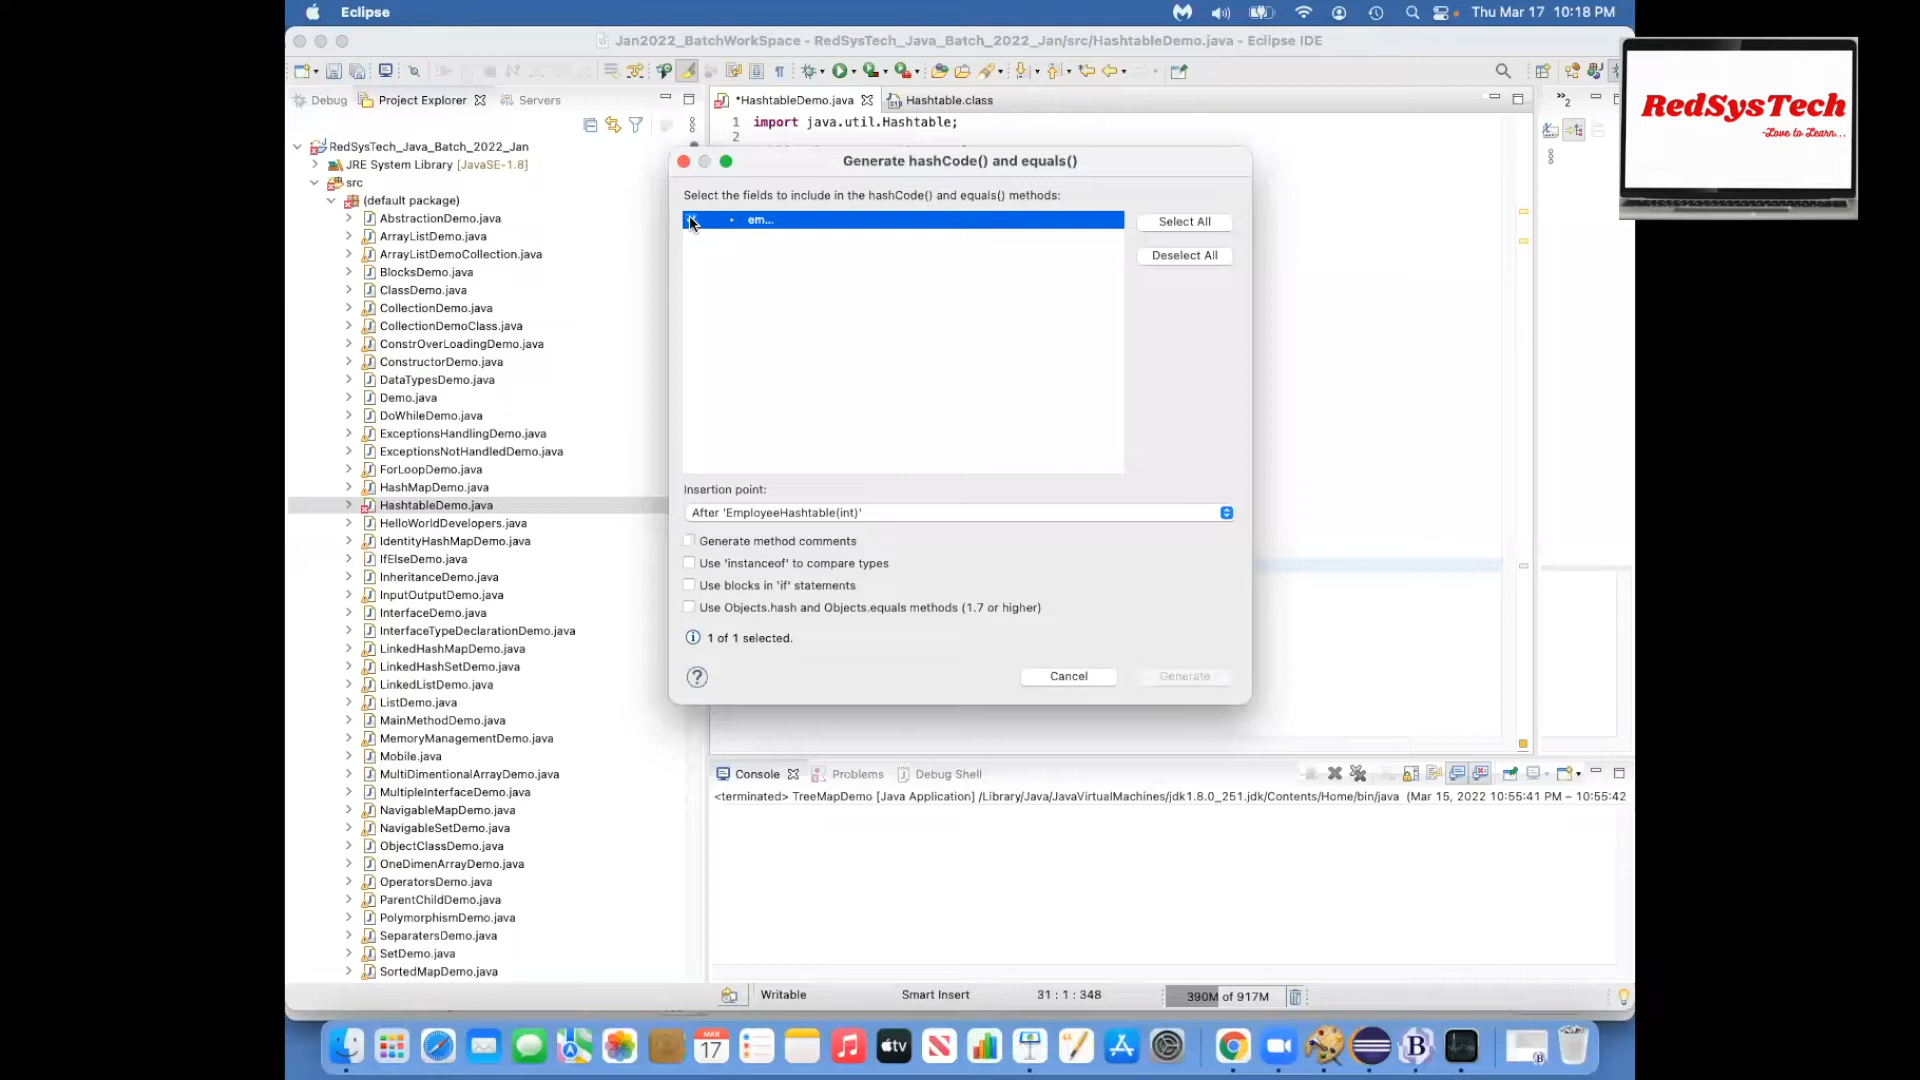 Eclipse
Thu Mar 17 10:18 PM
Jan2022_BatchWorkSpace - RedSysTech_Java_Batch_2022_Jan/src/HashtableDemo.java - Eclipse IDE
RedSysTech
-Love to Learn...
Debug
Project Explorer
Servers
*HashtableDemo.java
Hashtable.class
2
1 import java.util.Hashtable;
2
RedSysTech_Java_Batch_2022_Jan
JRE System Library [JavaSE-1.8]
src
(default package)
AbstractionDemo.java
ArrayListDemo.java
ArrayListDemoCollection.java
BlocksDemo.java
ClassDemo.java
CollectionDemo.java
CollectionDemoClass.java
ConstrOverLoadingDemo.java
ConstructorDemo.java
DataTypesDemo.java
Demo.java
DoWhileDemo.java
ExceptionsHandlingDemo.java
ExceptionsNotHandledDemo.java
ForLoopDemo.java
HashMapDemo.java
HashtableDemo.java
HelloWorldDevelopers.java
IdentityHashMapDemo.java
IfElseDemo.java
InheritanceDemo.java
InputOutputDemo.java
InterfaceDemo.java
InterfaceTypeDeclarationDemo.java
LinkedHashMapDemo.java
LinkedHashSetDemo.java
LinkedListDemo.java
ListDemo.java
MainMethodDemo.java
MemoryManagementDemo.java
Mobile.java
MultiDimentionalArrayDemo.java
MultipleInterfaceDemo.java
NavigableMapDemo.java
NavigableSetDemo.java
ObjectClassDemo.java
OneDimenArrayDemo.java
OperatorsDemo.java
ParentChildDemo.java
PolymorphismDemo.java
SeparatersDemo.java
SetDemo.java
SortedMapDemo.java
Generate hashCode() and equals()
Select the fields to include in the hashCode() and equals() methods:
em...
Select All
Deselect All
Insertion point:
After 'EmployeeHashtable(int)'
Generate method comments
Use 'instanceof' to compare types
Use blocks in 'if' statements
Use Objects.hash and Objects.equals methods (1.7 or higher)
1 of 1 selected.
Cancel
Generate
Console
Problems
Debug Shell
<terminated> TreeMapDemo [Java Application] /Library/Java/JavaVirtualMachines/jdk1.8.0_251.jdk/Contents/Home/bin/java (Mar 15, 2022 10:55:41 PM – 10:55:42
Writable
Smart Insert
31 : 1 : 348
390M of 917M
MAR
17
tv